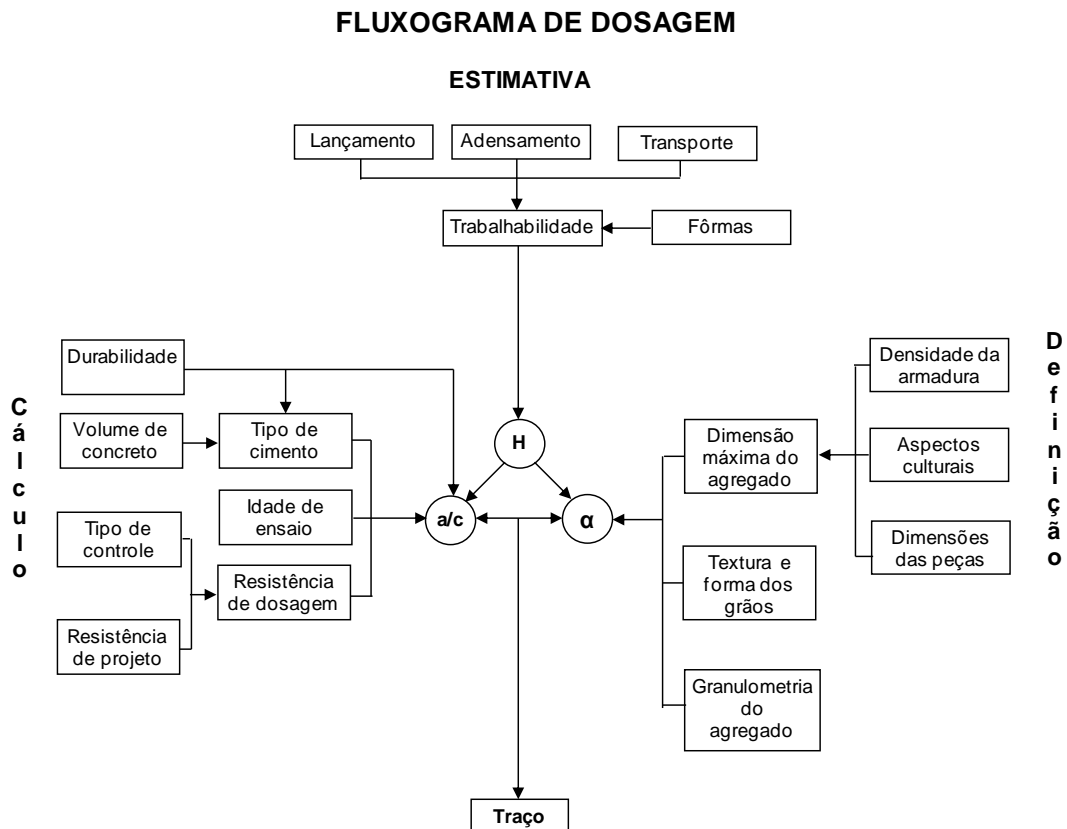 FLUXOGRAMA DE DOSAGEM
ESTIMATIVA
Lançamento
Adensamento
Transporte
Trabalhabilidade
Fôrmas
Cálculo
Durabilidade
Volume de
concreto
Tipo de
cimento
Idade de
ensaio
Tipo de
controle
Resistência
de dosagem
Resistência
de projeto
H
a/c
α
Dimensão
máxima do
agregado
Textura e
forma dos
grãos
Granulometria
do
agregado
Densidade da
armadura
Aspectos
culturais
Dimensões
das peças
Definição
Traço